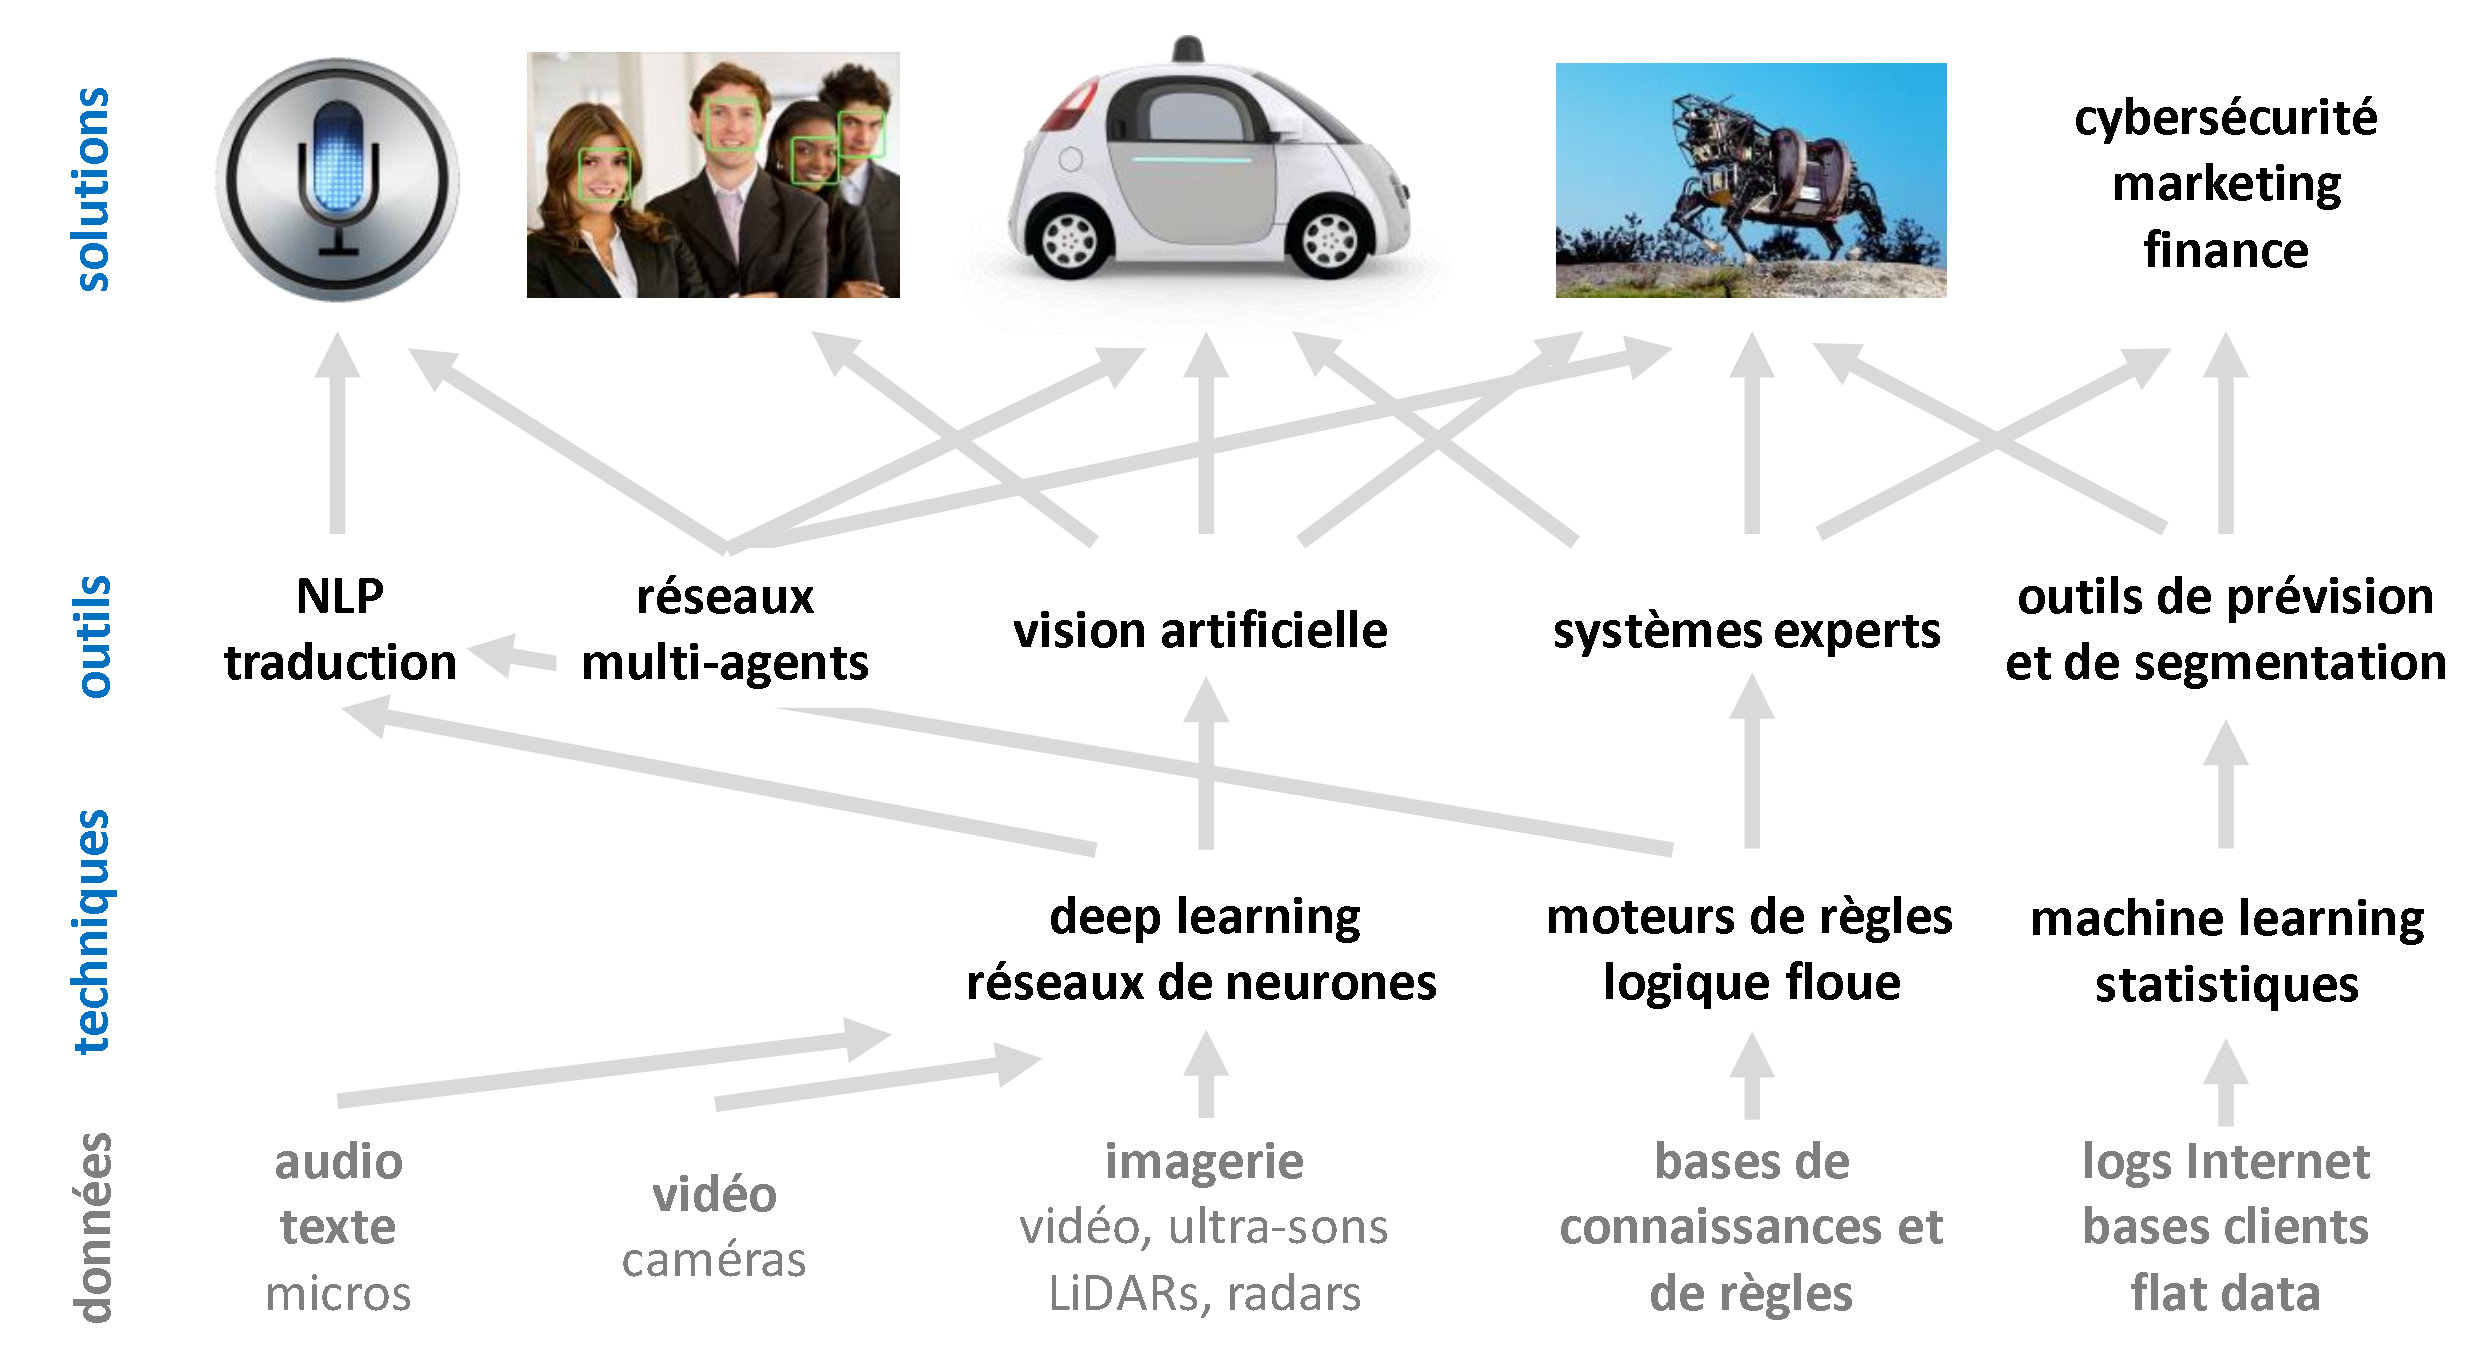 solutions
cybersécurité
marketing
finance
outils
NLP
traduction
réseaux
multi-agents
vision artificielle
systèmes experts
outils de prévision
et de segmentation
techniques
deep learning
réseaux de neurones
moteurs de règles
logique floue
machine learning
statistiques
données
audio
texte
micros
vidéo
caméras
imagerie
vidéo, ultra-sons
LiDARs, radars
bases de
connaissances et
de règles
logs Internet
bases clients
flat data